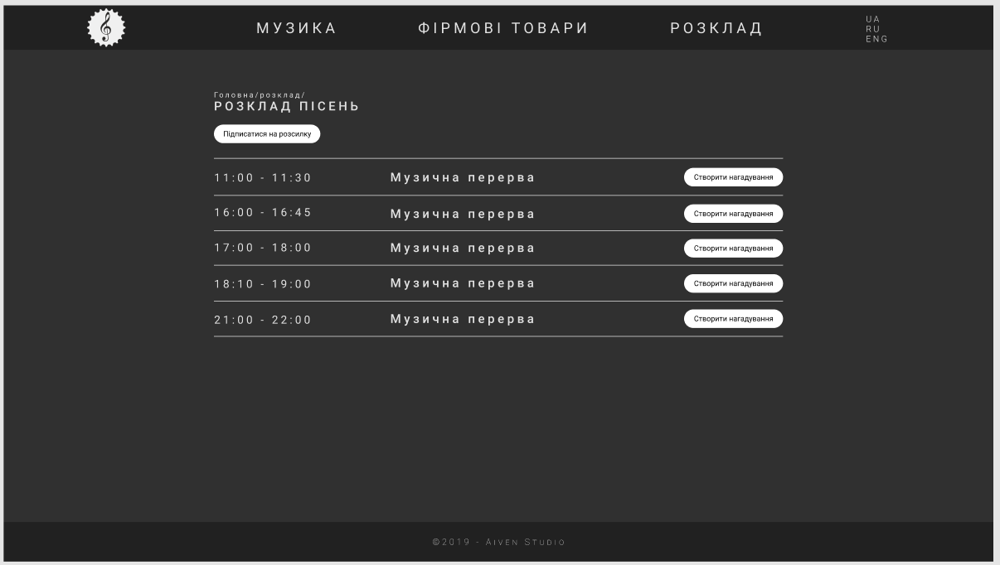 МУЗИКА
ФІРМОВІ ТОВАРИ
РОЗКЛАД
UA
RU
ENG
Головна/розклад/
РОЗКЛАД ПІСЕНЬ
Підписатися на розсилку
11:00 - 11:30 Музична перерва Створити нагадування
16:00 - 16:45 Музична перерва Створити нагадування
17:00 - 18:00 Музична перерва Створити нагадування
18:10 - 19:00 Музична перерва Створити нагадування
21:00 - 22:00 Музична перерва Створити нагадування
©2019 - Aiven Studio